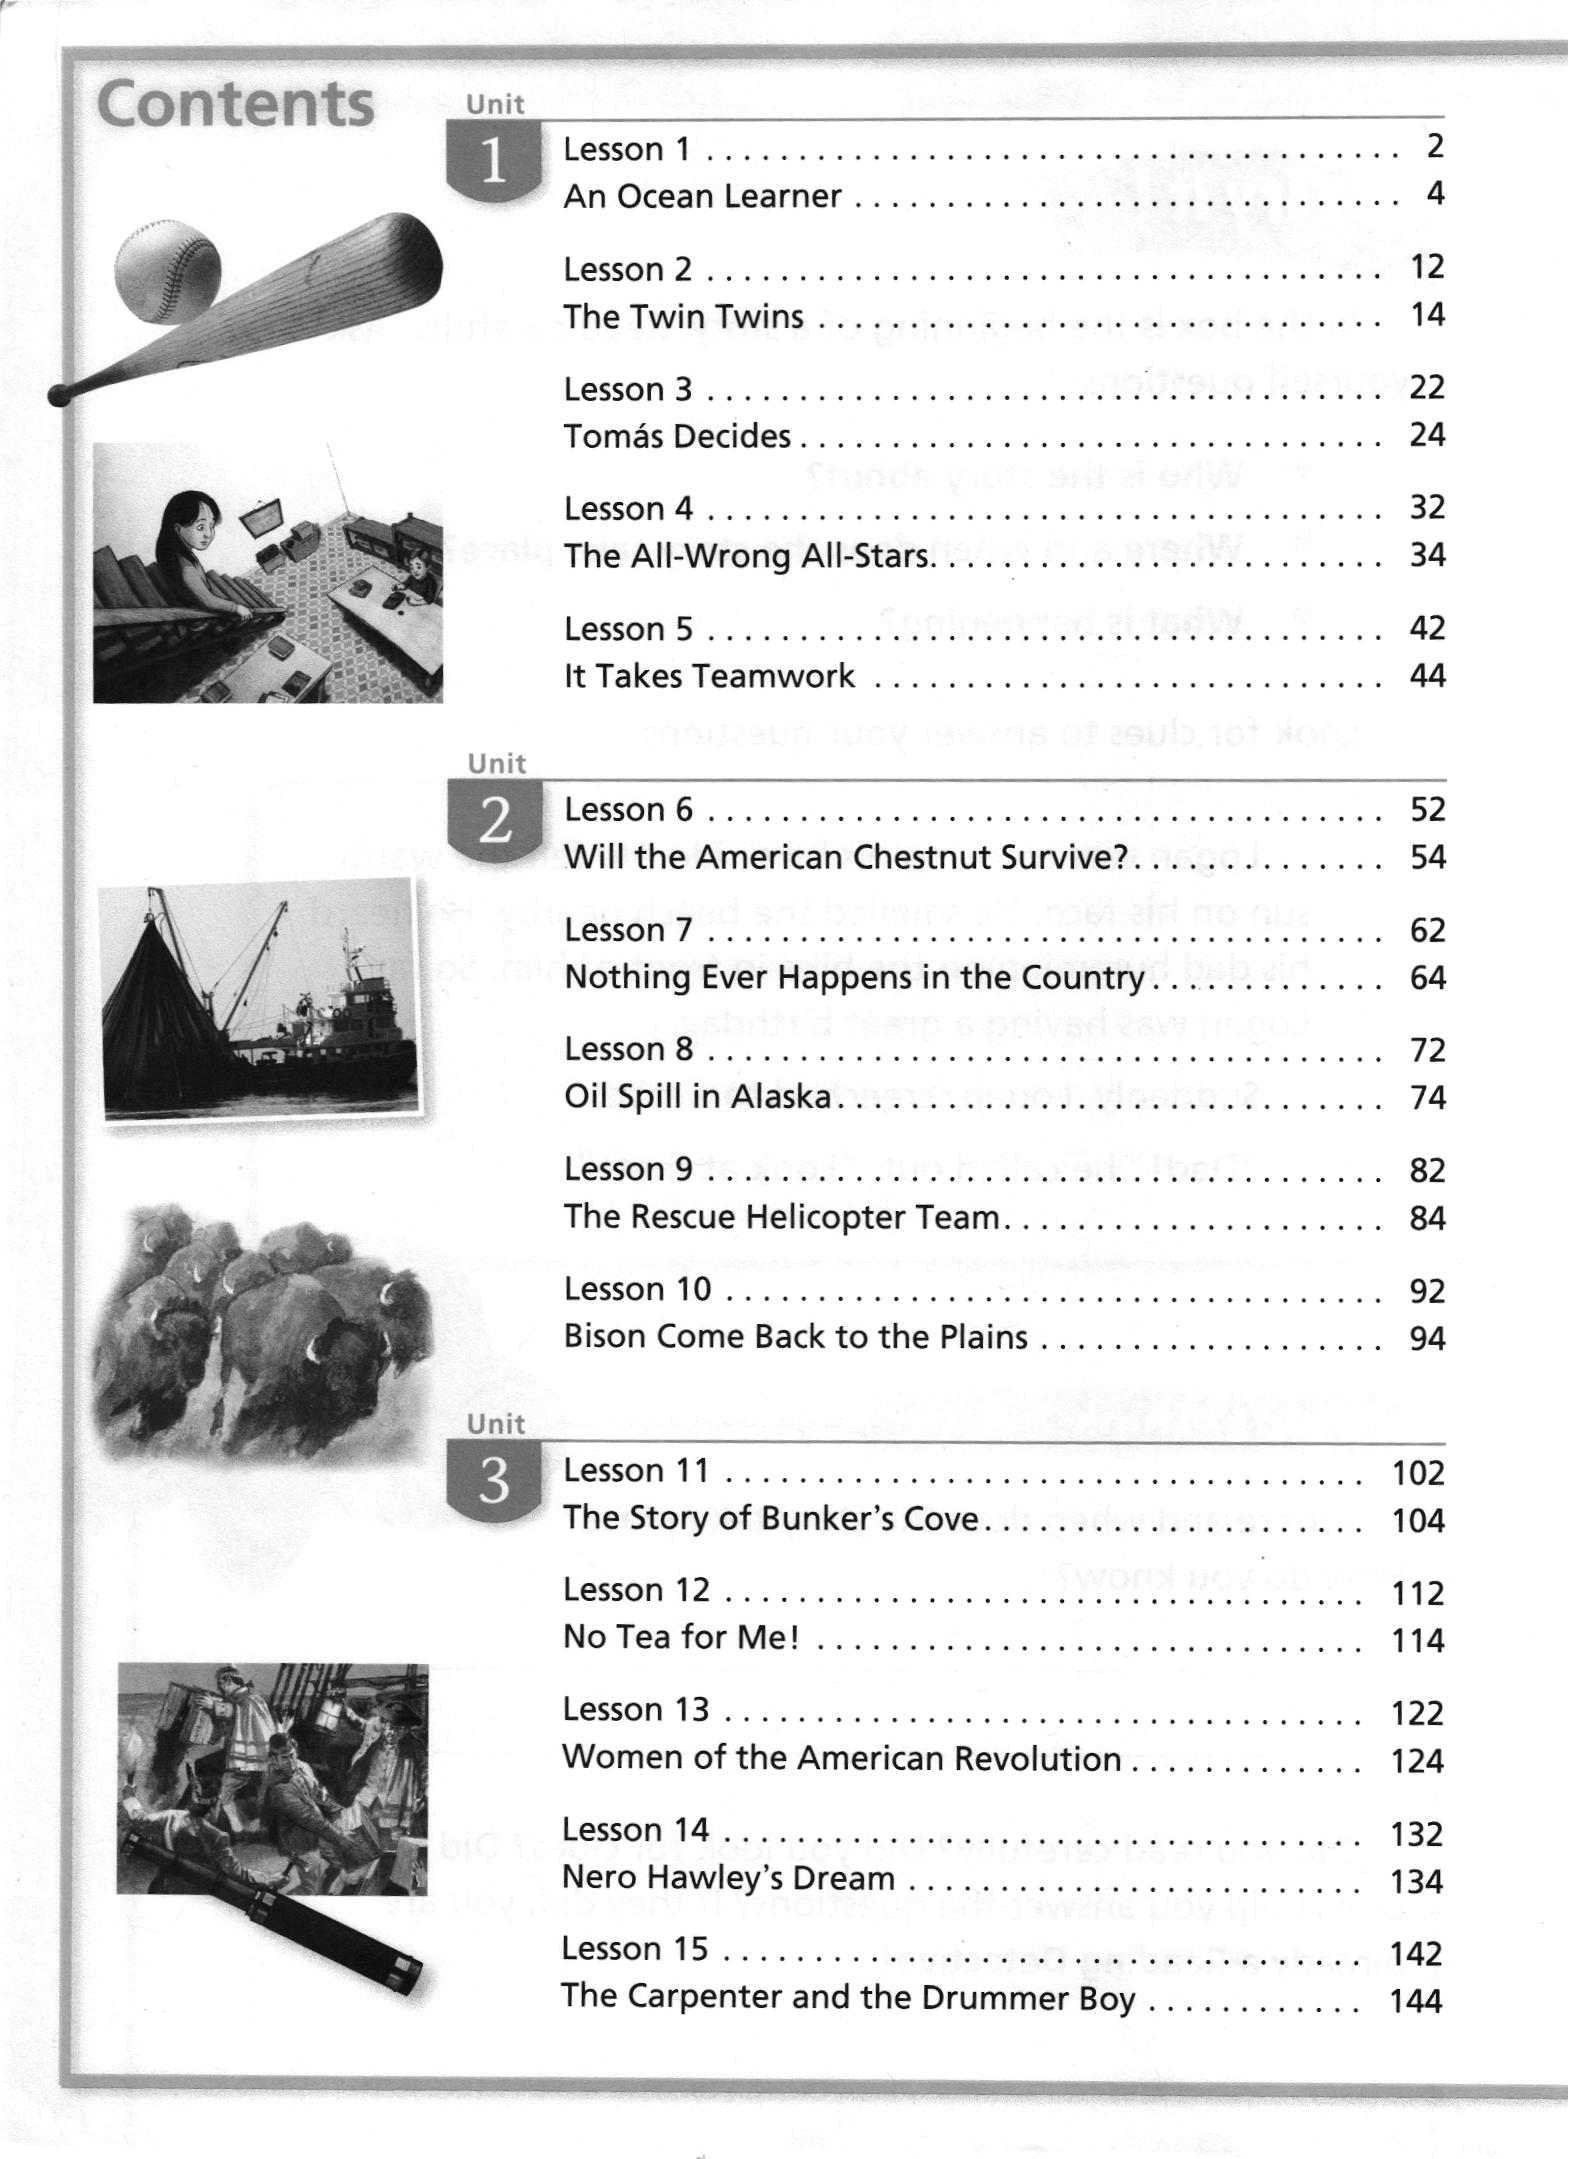 Contents
Unit
1
Lesson 1 . . . . . . . . . . . . . . . . . . . . . . . . . . . . . . . . . . . . . . 2
An Ocean Learner . . . . . . . . . . . . . . . . . . . . . . . . . . . . . . 4
Lesson 2 . . . . . . . . . . . . . . . . . . . . . . . . . . . . . . . . . . . . . 12
The Twin Twins . . . . . . . . . . . . . . . . . . . . . . . . . . . . . . . 14
Lesson 3 . . . . . . . . . . . . . . . . . . . . . . . . . . . . . . . . . . . . . 22
Tomás Decides . . . . . . . . . . . . . . . . . . . . . . . . . . . . . . . . 24
Lesson 4 . . . . . . . . . . . . . . . . . . . . . . . . . . . . . . . . . . . . . 32
The All-Wrong All-Stars. . . . . . . . . . . . . . . . . . . . . . . . . 34
Lesson 5 . . . . . . . . . . . . . . . . . . . . . . . . . . . . . . . . . . . . . 42
It Takes Teamwork . . . . . . . . . . . . . . . . . . . . . . . . . . . . 44
Unit
2
Lesson 6 . . . . . . . . . . . . . . . . . . . . . . . . . . . . . . . . . . . . . 52
Will the American Chestnut Survive?. . . . . . . . . . . . . . 54
Lesson 7 . . . . . . . . . . . . . . . . . . . . . . . . . . . . . . . . . . . . . 62
Nothing Ever Happens in the Country. . . . . . . . . . . . . 64
Lesson 8 . . . . . . . . . . . . . . . . . . . . . . . . . . . . . . . . . . . . . 72
Oil Spill in Alaska. . . . . . . . . . . . . . . . . . . . . . . . . . . . . . 74
Lesson 9 . . . . . . . . . . . . . . . . . . . . . . . . . . . . . . . . . . . . . 82
The Rescue Helicopter Team. . . . . . . . . . . . . . . . . . . . . 84
Lesson 10 . . . . . . . . . . . . . . . . . . . . . . . . . . . . . . . . . . . . 92
Bison Come Back to the Plains . . . . . . . . . . . . . . . . . . . 94
Unit
3
Lesson 11 . . . . . . . . . . . . . . . . . . . . . . . . . . . . . . . . . . . 102
The Story of Bunker’s Cove. . . . . . . . . . . . . . . . . . . . . 104
Lesson 12 . . . . . . . . . . . . . . . . . . . . . . . . . . . . . . . . . . . 112
No Tea for Me! . . . . . . . . . . . . . . . . . . . . . . . . . . . . . . 114
Lesson 13 . . . . . . . . . . . . . . . . . . . . . . . . . . . . . . . . . . . 122
Women of the American Revolution . . . . . . . . . . . . . 124
Lesson 14 . . . . . . . . . . . . . . . . . . . . . . . . . . . . . . . . . . . 132
Nero Hawley’s Dream . . . . . . . . . . . . . . . . . . . . . . . . . 134
Lesson 15 . . . . . . . . . . . . . . . . . . . . . . . . . . . . . . . . . . . 142
The Carpenter and the Drummer Boy . . . . . . . . . . . . 144